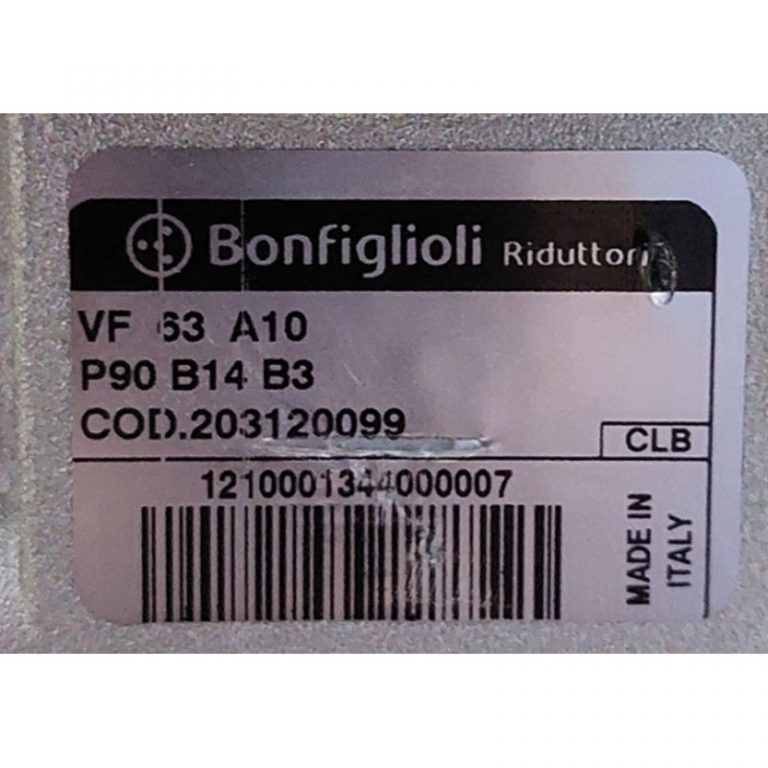 Bonfiglioli Riduttori
VF 63 A10
P90 B14 B3
COD.203120099
CLB
1210001344000007
MADE IN
ITALY